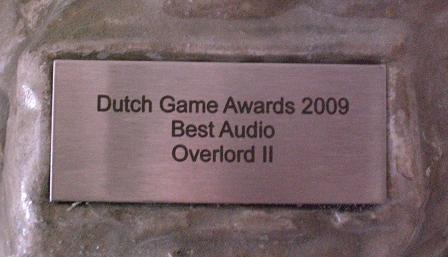 Dutch Game Awards 2009
Best Audio
Overlord II